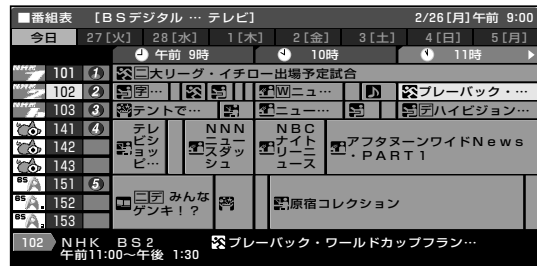 ■番組表 [BSデジタル … テレビ] 2/26[月]午前 9:00
今日 27[火] 28[水] 1[木] 2[金] 3[土] 4[日] 5[月]
午前 9時 10時 11時
101 1 二大リーグ・イチロー出場予定試合
102 2 字… Wニュ… ♪ プレーバック・…
103 3 テントで… ニュー… デハイビジョン…
141 4 テレビショッピ… NNNニュースダッシュ NBCナイトリーニュース アフタヌーンワイドNews・PART1
142
143
151 5 二デ みんなゲンキ!? 原宿コレクション
152
153
102 NHK BS2 プレーバック・ワールドカップフラン…
午前11:00～午後 1:30